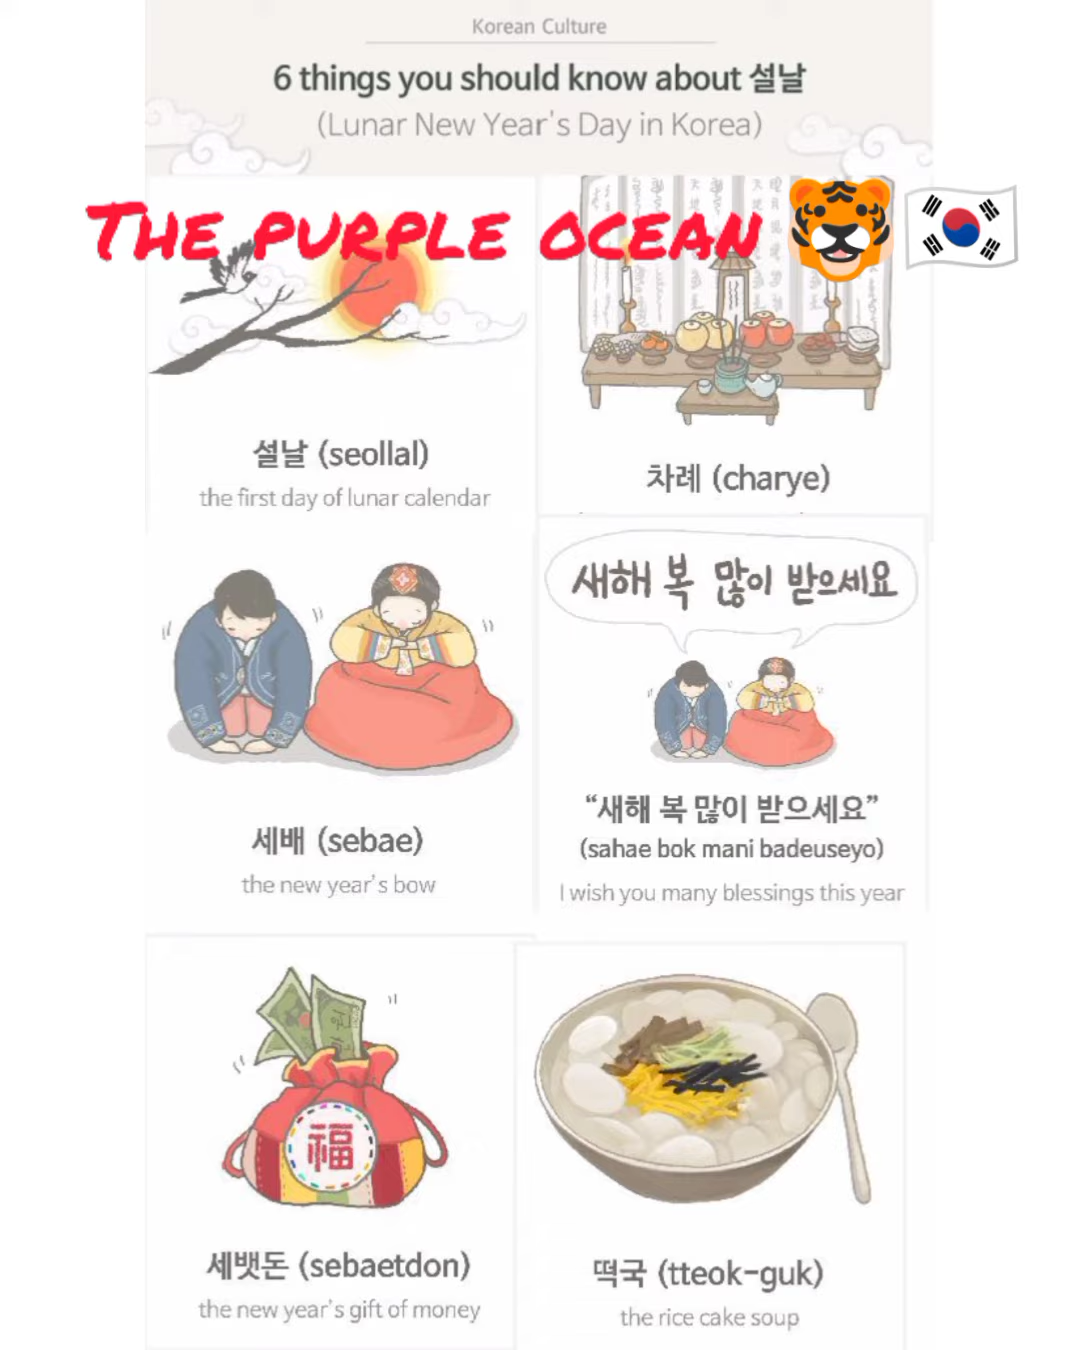 Korean Culture
6 things you should know about 설날
(Lunar New Year's Day in Korea)
THE PURPLE OCEAN 🐯🇰🇷
설날 (seollal)
the first day of lunar calendar
차례 (charye)
세배 (sebae)
the new year's bow
새해 복 많이 받으세요
“새해 복 많이 받으세요”
(sahae bok mani badeuseyo)
I wish you many blessings this year
福
세뱃돈 (sebaetdon)
the new year's gift of money
떡국 (tteok-guk)
the rice cake soup